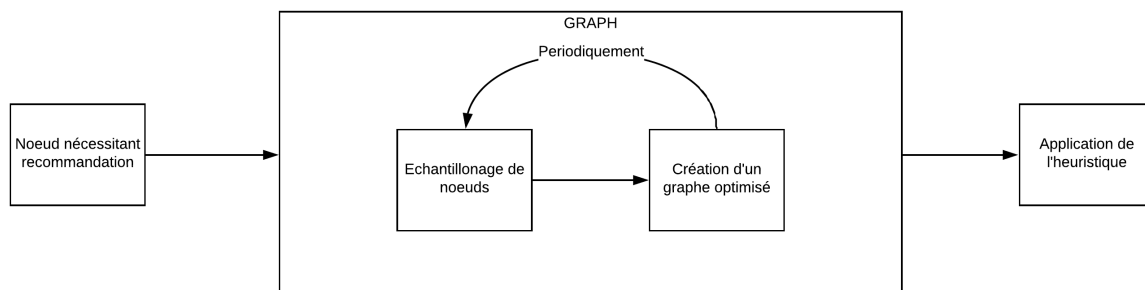 GRAPH
Periodiquement
Noeud nécessitant
recommandation
Echantillonage de
noeuds
Création d'un
graphe optimisé
Application de
l'heuristique